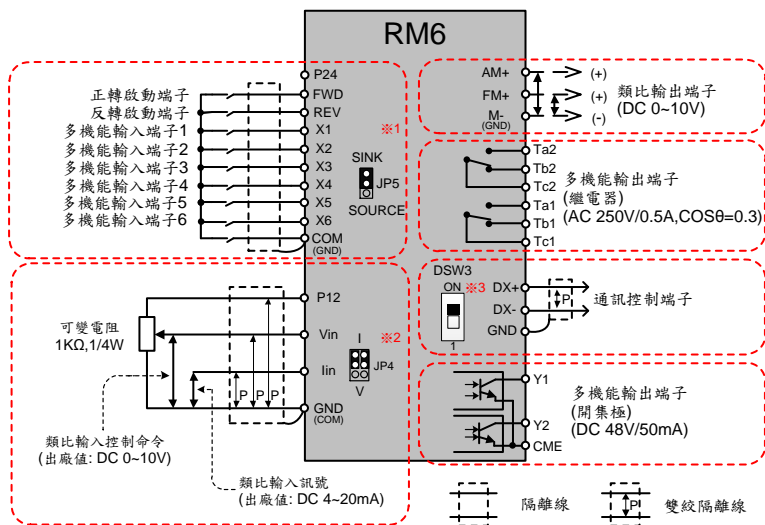 RM6
P24
正轉啟動端子
FWD
反轉啟動端子
REV
多機能輸入端子1
X1
多機能輸入端子2
X2
多機能輸入端子3
X3
多機能輸入端子4
X4
多機能輸入端子5
X5
多機能輸入端子6
X6
COM
(GND)
※1
SINK
JP5
SOURCE
AM+
(+)
FM+
(+)
M-
(GND)
(-)
類比輸出端子
(DC 0~10V)
Ta2
Tb2
Tc2
Ta1
Tb1
Tc1
多機能輸出端子
(繼電器)
(AC 250V/0.5A,COSθ=0.3)
DSW3
ON
※3
1
DX+
DX-
GND
P
通訊控制端子
P12
可變電阻
1KΩ,1/4W
Vin
Iin
GND
(COM)
P
P
P
※2
I
JP4
V
類比輸入控制命令
(出廠值: DC 0~10V)
類比輸入訊號
(出廠值: DC 4~20mA)
Y1
Y2
CME
多機能輸出端子
(開集極)
(DC 48V/50mA)
隔離線
P
雙絞隔離線